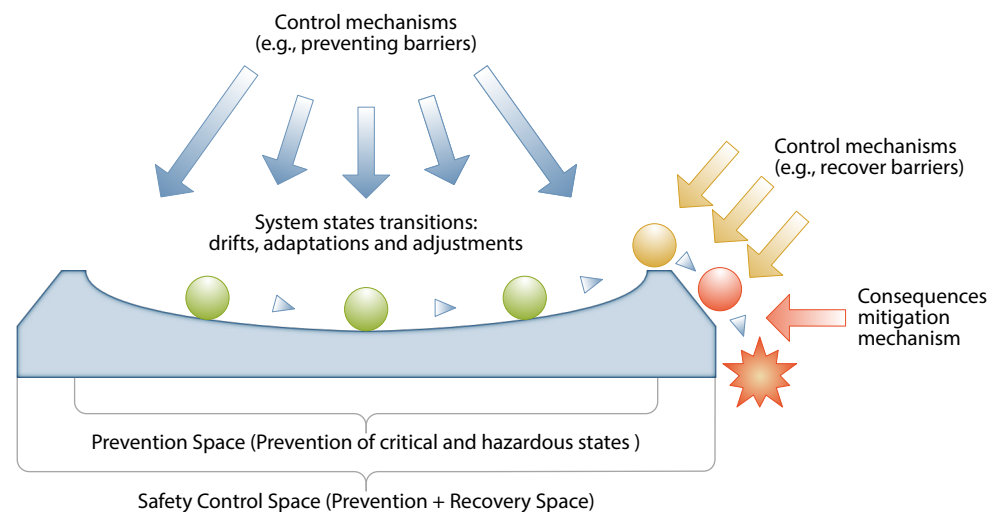 Control mechanisms
(e.g., preventing barriers)
Control mechanisms
(e.g., recover barriers)
System states transitions:
drifts, adaptations and adjustments
Consequences
mitigation
mechanism
Prevention Space (Prevention of critical and hazardous states )
Safety Control Space (Prevention + Recovery Space)